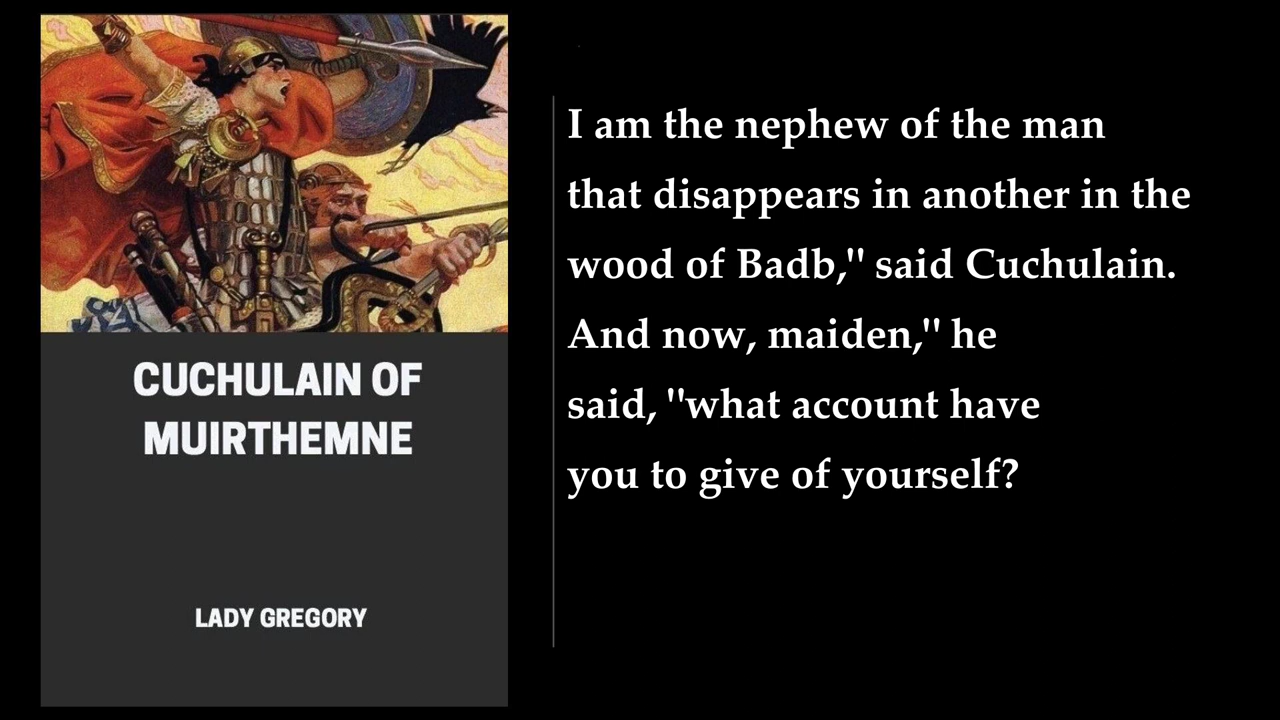 CUCHULAIN OF
MUIRTHEMNE
LADY GREGORY
I am the nephew of the man
that disappears in another in the
wood of Badb," said Cuchulain.
And now, maiden," he
said, "what account have
you to give of yourself?